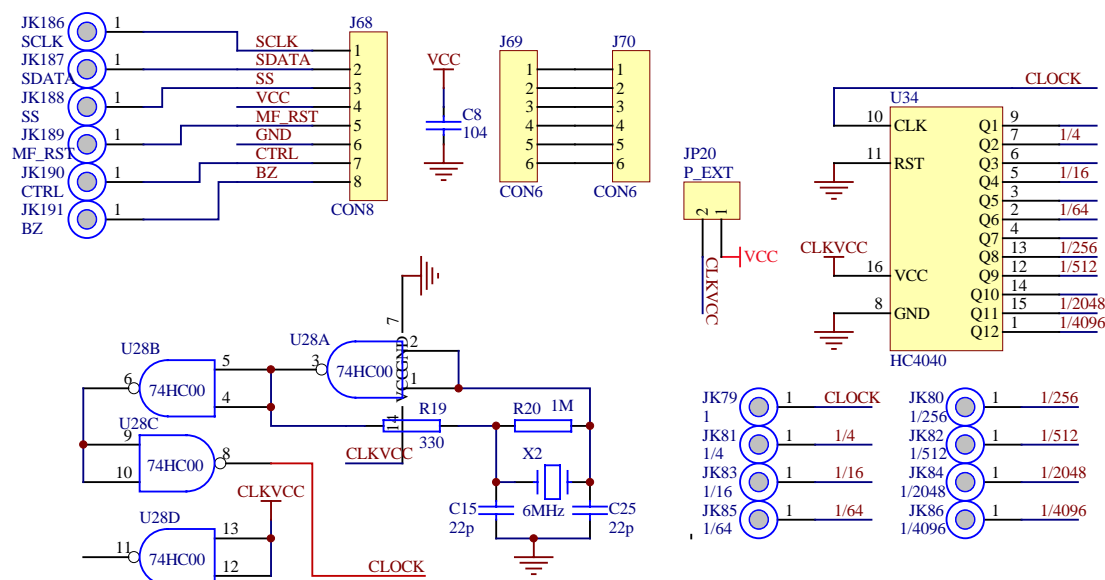 JK186 1
SCLK
JK187 1
SDATA
JK188 1
SS
JK189 1
MF_RST
JK190 1
CTRL
JK191 1
BZ
J68
SCLK 1
SDATA 2
SS 3
VCC 4
MF_RST 5
GND 6
CTRL 7
BZ 8
CON8
VCC
C8
104
J69 J70
1 1
2 2
3 3
4 4
5 5
6 6
CON6 CON6
JP20
P_EXT
2 1
VCC
CLKVCC
CLOCK
U34
10 CLK Q1 9
Q2 7 1/4
11 RST Q3 6
Q4 5 1/16
Q5 3
Q6 2 1/64
Q7 4
CLKVCC Q8 13 1/256
16 VCC Q9 12 1/512
Q10 14
8 GND Q11 15 1/2048
Q12 1 1/4096
HC4040
7
U28A
3 74HC00 2
1
GND
VCC
14
CLKVCC
U28B
6 74HC00 5
4
U28C
9 74HC00 8
10
R19
330
R20 1M
X2
6MHz
C15
22p
C25
22p
CLKVCC
U28D
11 74HC00 13
12
CLOCK
JK79 1 CLOCK
1
JK81 1 1/4
1/4
JK83 1 1/16
1/16
JK85 1 1/64
1/64
JK80 1 1/256
1/256
JK82 1 1/512
1/512
JK84 1 1/2048
1/2048
JK86 1 1/4096
1/4096